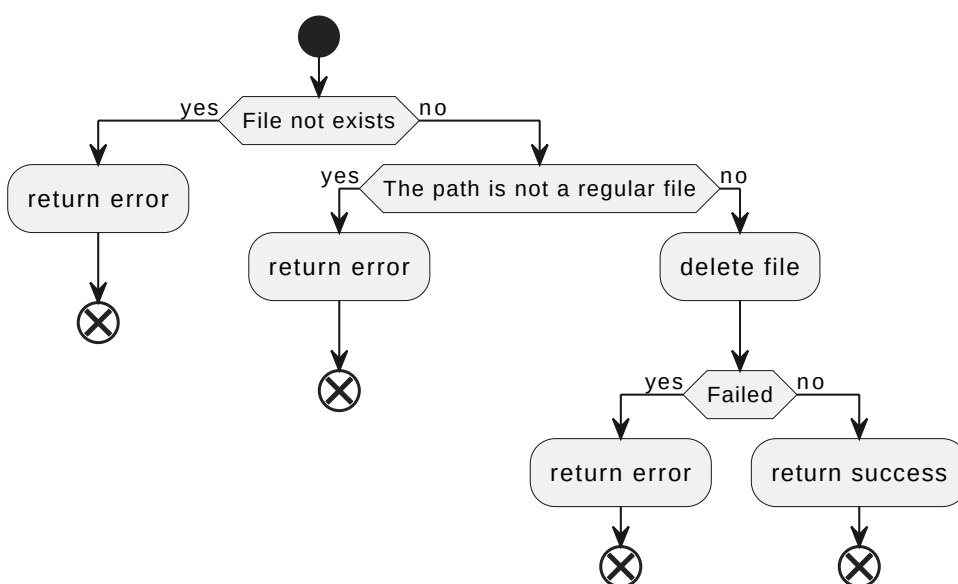 yes
File not exists
no
return error
yes
The path is not a regular file
no
return error
delete file
yes
Failed
no
return error
return success